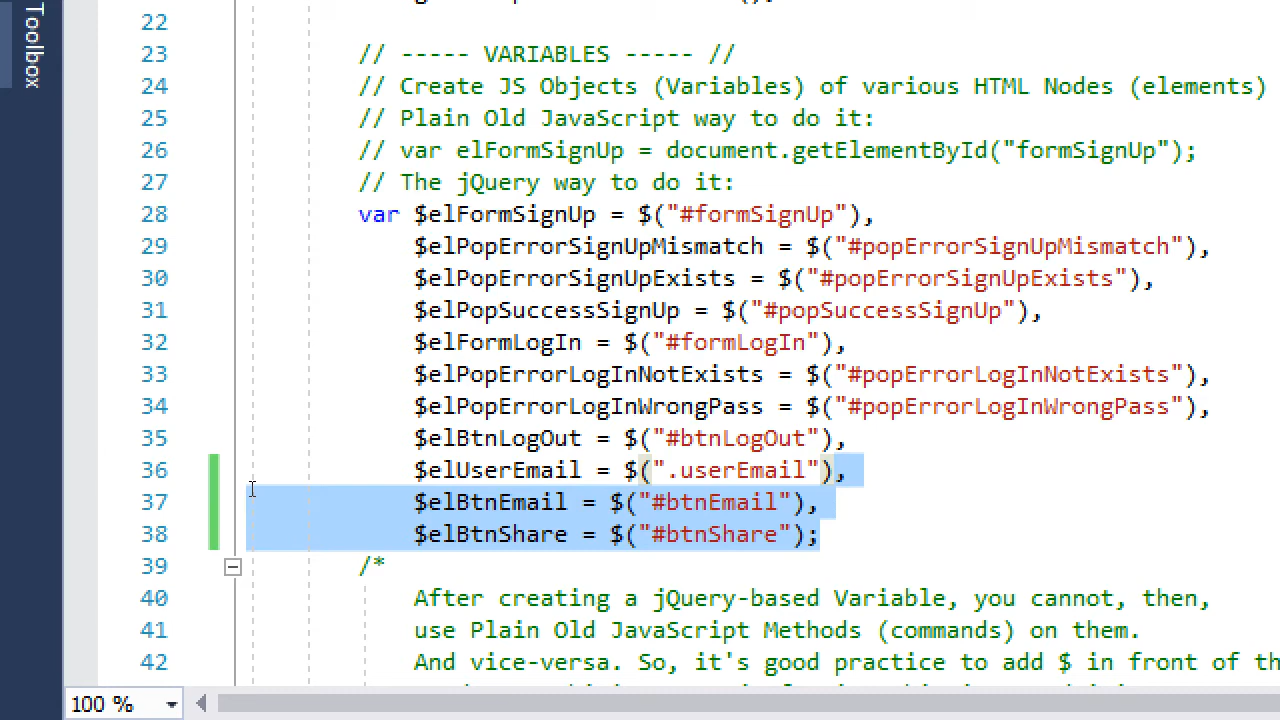 Toolbox
22
23 // ----- VARIABLES ----- //
24 // Create JS Objects (Variables) of various HTML Nodes (elements)
25 // Plain Old JavaScript way to do it:
26 // var elFormSignUp = document.getElementById("formSignUp");
27 // The jQuery way to do it:
28 var $elFormSignUp = $("#formSignUp"),
29 $elPopErrorSignUpMismatch = $("#popErrorSignUpMismatch"),
30 $elPopErrorSignUpExists = $("#popErrorSignUpExists"),
31 $elPopSuccessSignUp = $("#popSuccessSignUp"),
32 $elFormLogIn = $("#formLogIn"),
33 $elPopErrorLogInNotExists = $("#popErrorLogInNotExists"),
34 $elPopErrorLogInWrongPass = $("#popErrorLogInWrongPass"),
35 $elBtnLogOut = $("#btnLogOut"),
36 $elUserEmail = $(".userEmail"),
37 $elBtnEmail = $("#btnEmail"),
38 $elBtnShare = $("#btnShare");
39 /*
40 After creating a jQuery-based Variable, you cannot, then,
41 use Plain Old JavaScript Methods (commands) on them.
42 And vice-versa. So, it's good practice to add $ in front of th
100 %